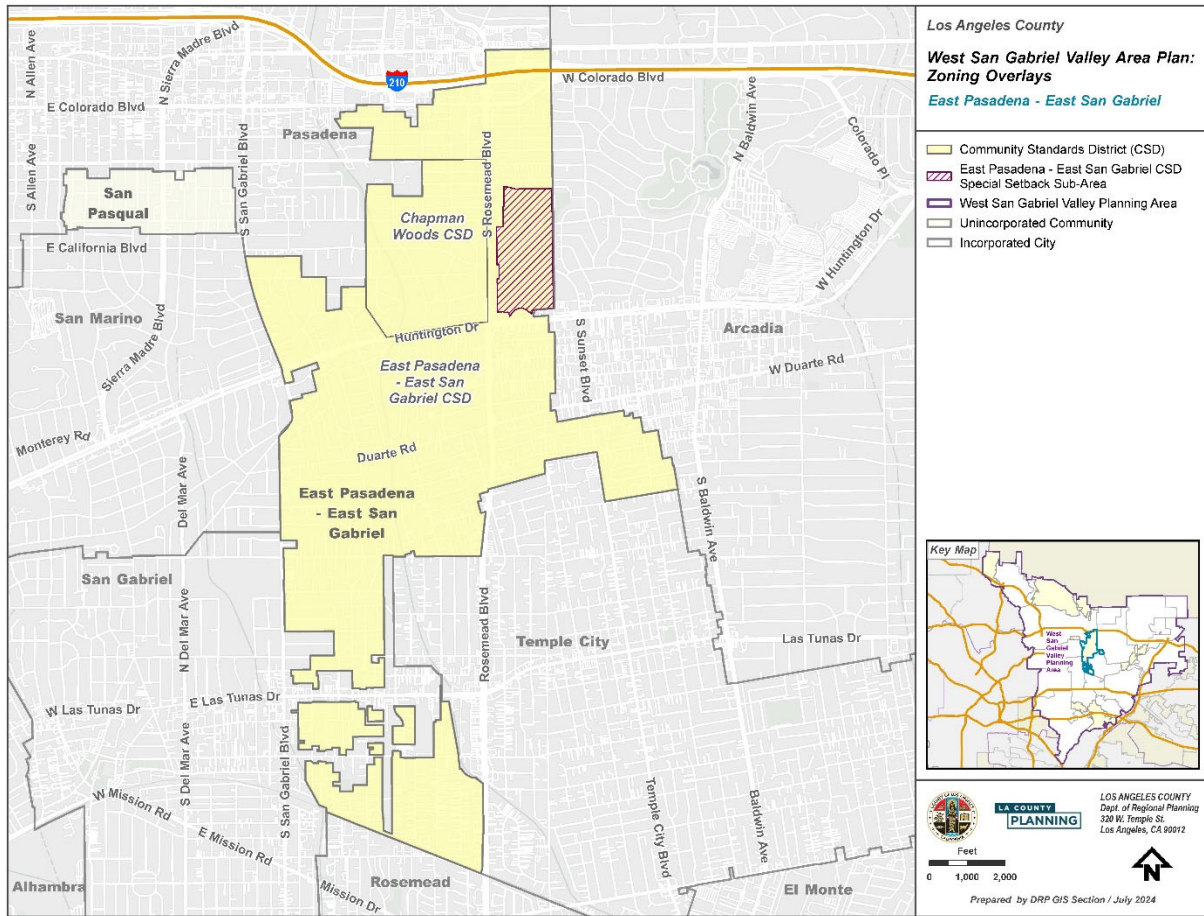 N Allen Ave
N Sierra Madre Blvd
210
W Colorado Blvd
E Colorado Blvd
Pasadena
S San Gabriel Blvd
S Rosemead Blvd
N Baldwin Ave
Colorado Pl
S Allen Ave
San
Pasqual
Chapman
Woods CSD
E California Blvd
W Huntington Dr
San Marino
Sierra Madre Blvd
Huntington Dr
S Sunset Blvd
Arcadia
East Pasadena
- East San
Gabriel CSD
W Duarte Rd
Monterey Rd
Duarte Rd
Del Mar Ave
East Pasadena
- East San
Gabriel
S Baldwin Ave
San Gabriel
N Del Mar Ave
Rosemead Blvd
Temple City
Las Tunas Dr
W Las Tunas Dr
E Las Tunas Dr
S Del Mar Ave
S San Gabriel Blvd
W Mission Rd
E Mission Rd
Temple City Blvd
Baldwin Ave
Alhambra
Mission Dr
Rosemead
El Monte
Los Angeles County
West San Gabriel Valley Area Plan:
Zoning Overlays
East Pasadena - East San Gabriel
Community Standards District (CSD)
East Pasadena - East San Gabriel CSD
Special Setback Sub-Area
West San Gabriel Valley Planning Area
Unincorporated Community
Incorporated City
Key Map
West
San
Gabriel
Valley
Planning
Area
LA COUNTY
PLANNING
LOS ANGELES COUNTY
Dept. of Regional Planning
320 W. Temple St.
Los Angeles, CA 90012
Feet
0 1,000 2,000
N
Prepared by DRP GIS Section / July 2024